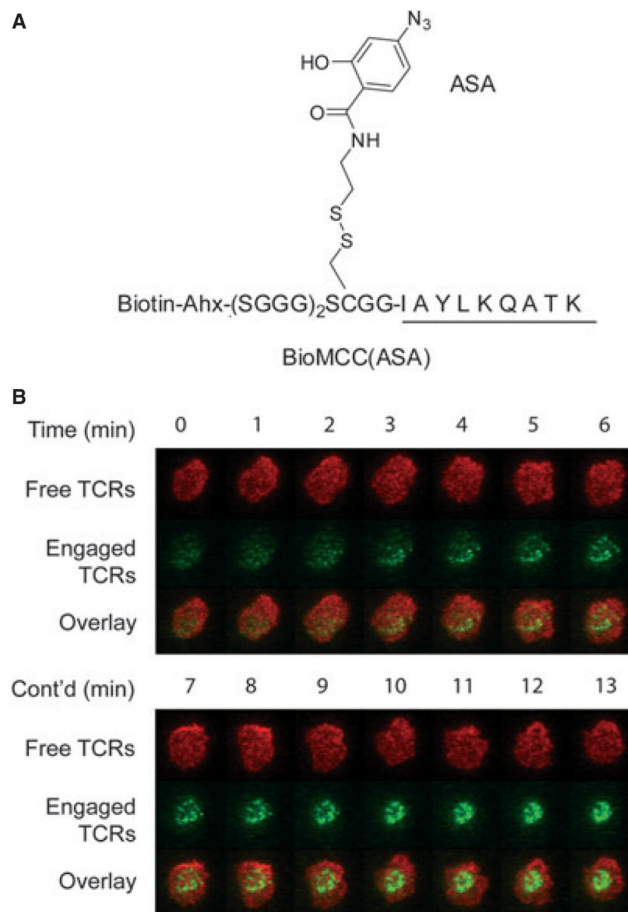 A
N₃
HO
ASA
O
NH
S
S
Biotin-Ahx-(SGGG)₂SCGG-I A Y L K Q A T K
BioMCC(ASA)
B
Time (min) 0 1 2 3 4 5 6
Free TCRs
Engaged
TCRs
Overlay
Cont'd (min) 7 8 9 10 11 12 13
Free TCRs
Engaged
TCRs
Overlay